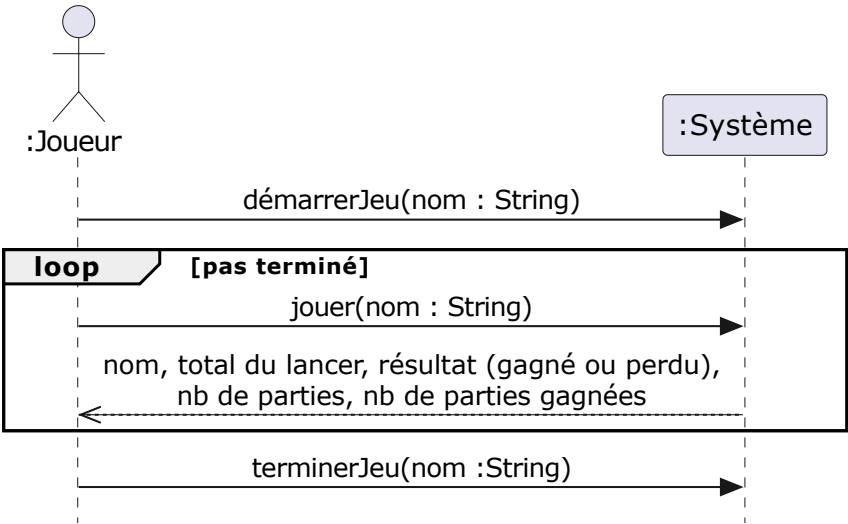 :Joueur
:Système
démarrerJeu(nom : String)
loop
[pas terminé]
jouer(nom : String)
nom, total du lancer, résultat (gagné ou perdu),
nb de parties, nb de parties gagnées
terminerJeu(nom :String)